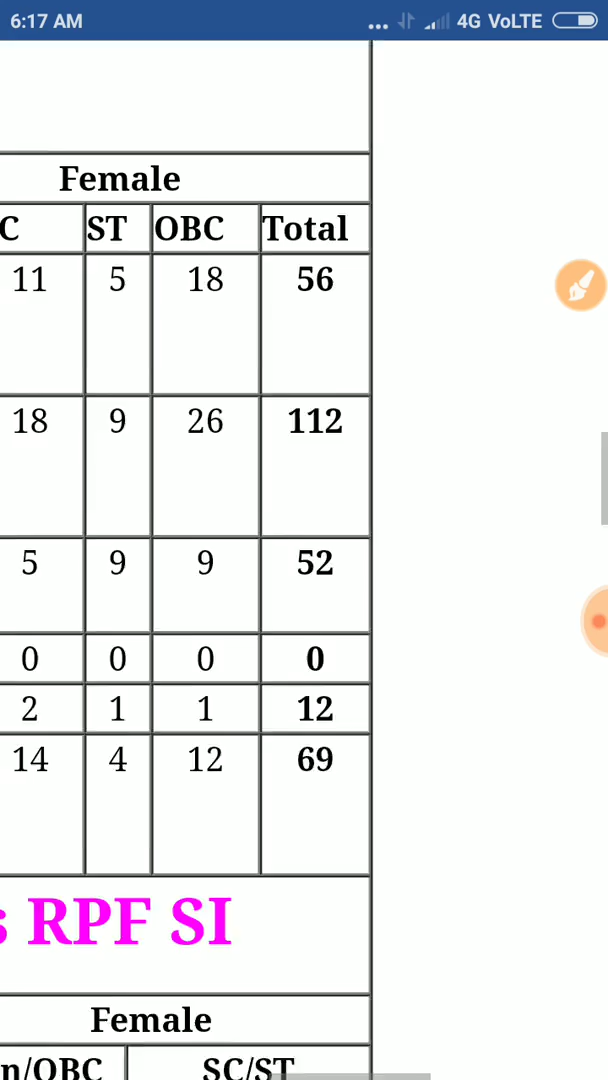 6:17 AM ... 4G VoLTE
Female
C ST OBC Total
11 5 18 56
18 9 26 112
5 9 9 52
0 0 0 0
2 1 1 12
14 4 12 69
s RPF SI
Female
n/OBC SC/ST